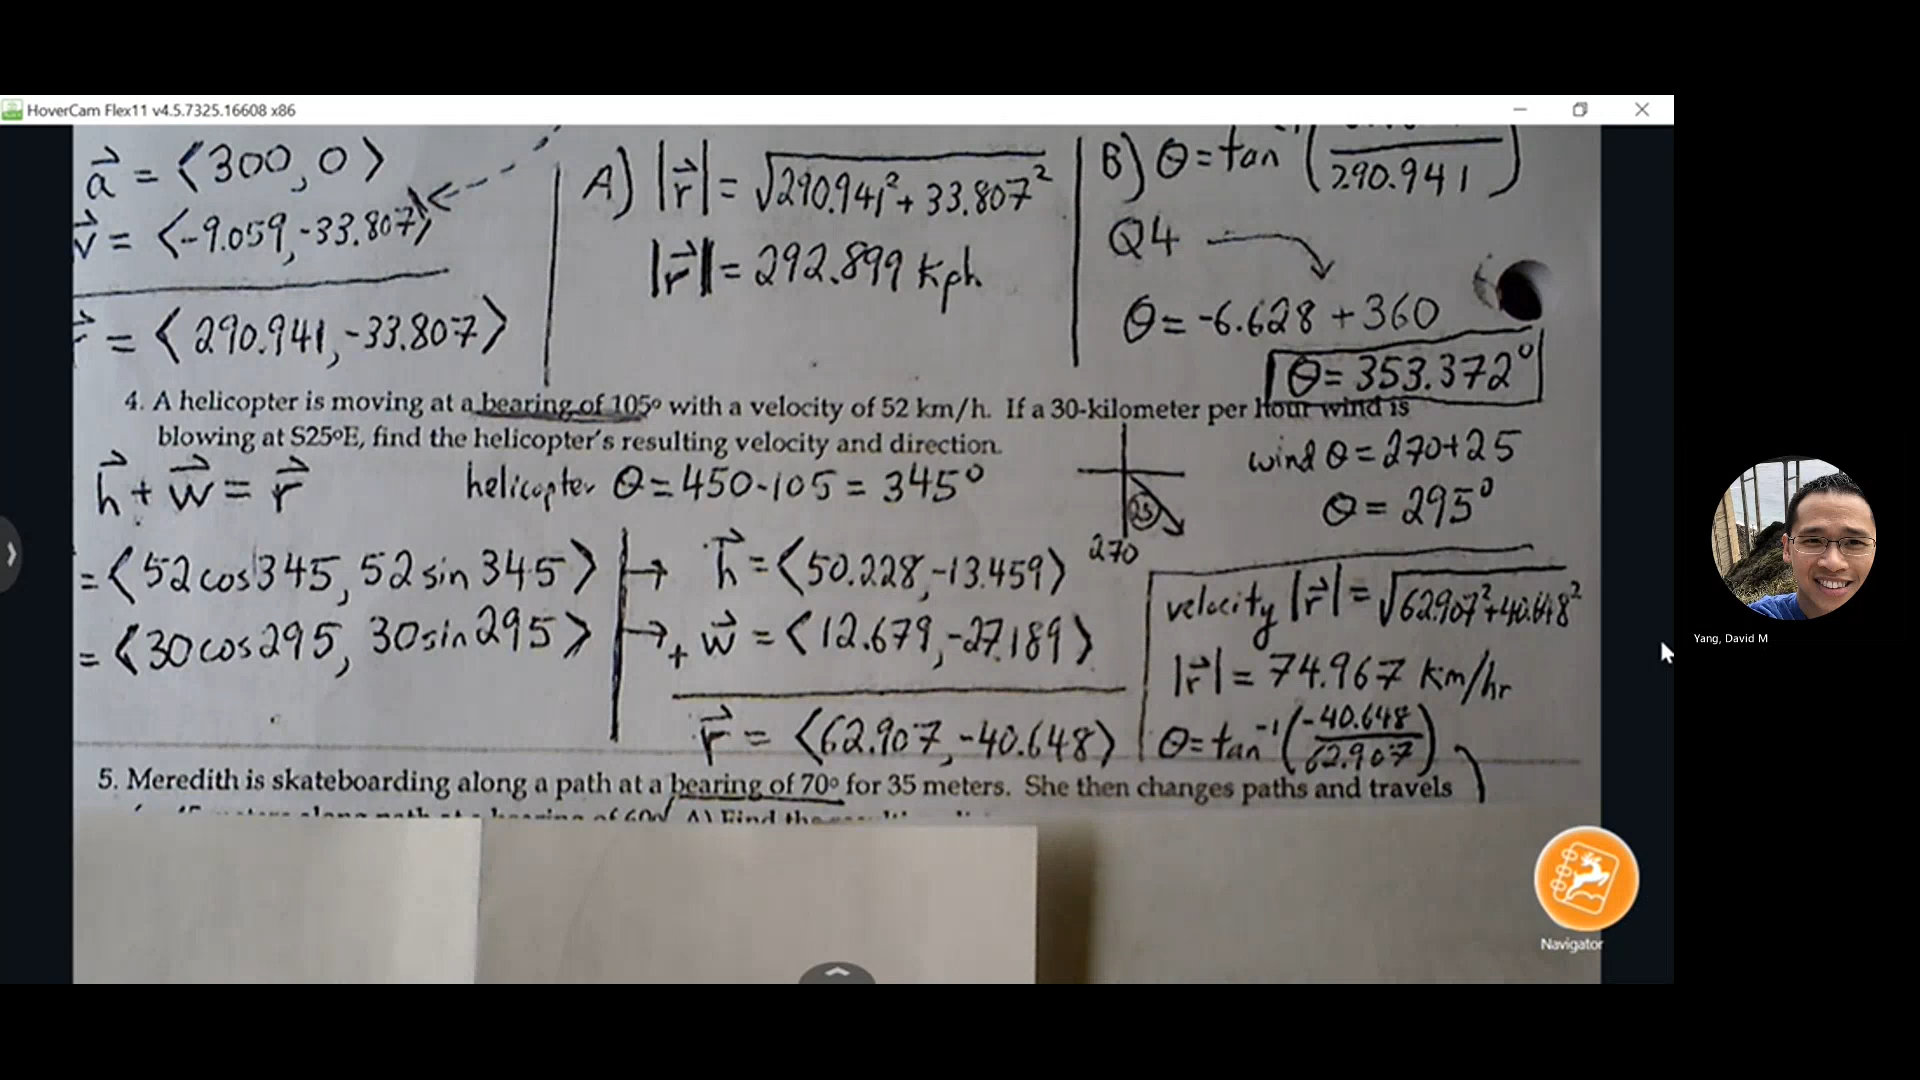 HoverCam Flex11 v4.5.7325.16608 x86
a = ⟨300, 0⟩
v = ⟨-9.059, -33.807⟩
r = ⟨290.941, -33.807⟩
A) |r| = √290.941² + 33.807²
|r| = 292.899 Kph
B) θ = tan⁻¹( / 290.941)
Q4
θ = -6.628 + 360
θ = 353.372°
4. A helicopter is moving at a bearing of 105° with a velocity of 52 km/h. If a 30-kilometer per hour wind is
blowing at S25°E, find the helicopter's resulting velocity and direction.
h + w = r
helicopter θ = 450-105 = 345°
25
270
wind θ = 270+25
θ = 295°
= ⟨52 cos 345, 52 sin 345⟩
= ⟨30 cos 295, 30 sin 295⟩
h = ⟨50.228, -13.459⟩
+ w = ⟨12.679, -27.189⟩
r = ⟨62.907, -40.648⟩
velocity |r| = √62.907² + 40.648²
|r| = 74.967 Km/hr
θ = tan⁻¹(-40.648 / 62.907)
5. Meredith is skateboarding along a path at a bearing of 70° for 35 meters. She then changes paths and travels
Navigator
Yang, David M